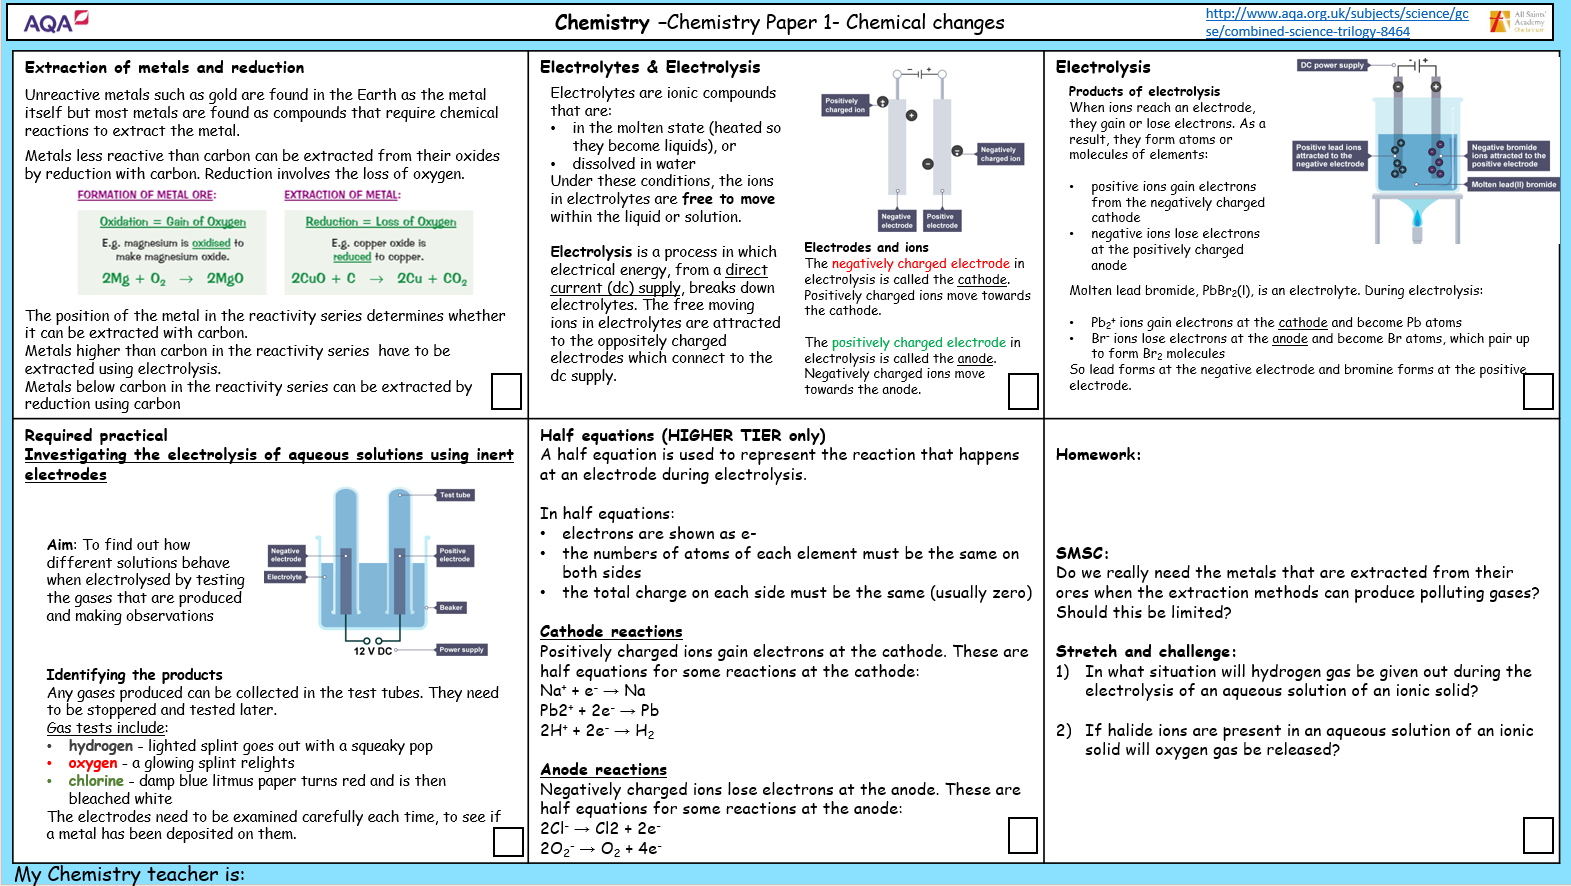 AQA
Chemistry –Chemistry Paper 1- Chemical changes
http://www.aqa.org.uk/subjects/science/gc
se/combined-science-trilogy-8464
All Saints'
Academy
Extraction of metals and reduction
Unreactive metals such as gold are found in the Earth as the metal
itself but most metals are found as compounds that require chemical
reactions to extract the metal.
Metals less reactive than carbon can be extracted from their oxides
by reduction with carbon. Reduction involves the loss of oxygen.
FORMATION OF METAL ORE:
Oxidation = Gain of Oxygen
E.g. magnesium is oxidised to
make magnesium oxide.
2Mg + O₂ → 2MgO
EXTRACTION OF METAL:
Reduction = Loss of Oxygen
E.g. copper oxide is
reduced to copper.
2CuO + C → 2Cu + CO₂
The position of the metal in the reactivity series determines whether
it can be extracted with carbon.
Metals higher than carbon in the reactivity series have to be
extracted using electrolysis.
Metals below carbon in the reactivity series can be extracted by
reduction using carbon
Electrolytes & Electrolysis
Electrolytes are ionic compounds
that are:
• in the molten state (heated so
they become liquids), or
• dissolved in water
Under these conditions, the ions
in electrolytes are free to move
within the liquid or solution.
Electrolysis is a process in which
electrical energy, from a direct
current (dc) supply, breaks down
electrolytes. The free moving
ions in electrolytes are attracted
to the oppositely charged
electrodes which connect to the
dc supply.
- +
Positively
charged ion
Negatively
charged ion
Negative
electrode
Positive
electrode
Electrodes and ions
The negatively charged electrode in
electrolysis is called the cathode.
Positively charged ions move towards
the cathode.
The positively charged electrode in
electrolysis is called the anode.
Negatively charged ions move
towards the anode.
Electrolysis
Products of electrolysis
When ions reach an electrode,
they gain or lose electrons. As a
result, they form atoms or
molecules of elements:
• positive ions gain electrons
from the negatively charged
cathode
• negative ions lose electrons
at the positively charged
anode
DC power supply
- +
Positive lead ions
attracted to the
negative electrode
Negative bromide
ions attracted to the
positive electrode
Molten lead(II) bromide
Molten lead bromide, PbBr₂(l), is an electrolyte. During electrolysis:
• Pb₂⁺ ions gain electrons at the cathode and become Pb atoms
• Br⁻ ions lose electrons at the anode and become Br atoms, which pair up
to form Br₂ molecules
So lead forms at the negative electrode and bromine forms at the positive
electrode.
Required practical
Investigating the electrolysis of aqueous solutions using inert
electrodes
Aim: To find out how
different solutions behave
when electrolysed by testing
the gases that are produced
and making observations
Test tube
Negative
electrode
Positive
electrode
Electrolyte
Beaker
12 V DC
Power supply
Identifying the products
Any gases produced can be collected in the test tubes. They need
to be stoppered and tested later.
Gas tests include:
• hydrogen - lighted splint goes out with a squeaky pop
• oxygen - a glowing splint relights
• chlorine - damp blue litmus paper turns red and is then
bleached white
The electrodes need to be examined carefully each time, to see if
a metal has been deposited on them.
Half equations (HIGHER TIER only)
A half equation is used to represent the reaction that happens
at an electrode during electrolysis.
In half equations:
• electrons are shown as e-
• the numbers of atoms of each element must be the same on
both sides
• the total charge on each side must be the same (usually zero)
Cathode reactions
Positively charged ions gain electrons at the cathode. These are
half equations for some reactions at the cathode:
Na⁺ + e⁻ → Na
Pb2⁺ + 2e⁻ → Pb
2H⁺ + 2e⁻ → H₂
Anode reactions
Negatively charged ions lose electrons at the anode. These are
half equations for some reactions at the anode:
2Cl⁻ → Cl2 + 2e⁻
2O₂⁻ → O₂ + 4e⁻
Homework:
SMSC:
Do we really need the metals that are extracted from their
ores when the extraction methods can produce polluting gases?
Should this be limited?
Stretch and challenge:
1) In what situation will hydrogen gas be given out during the
electrolysis of an aqueous solution of an ionic solid?
2) If halide ions are present in an aqueous solution of an ionic
solid will oxygen gas be released?
My Chemistry teacher is: